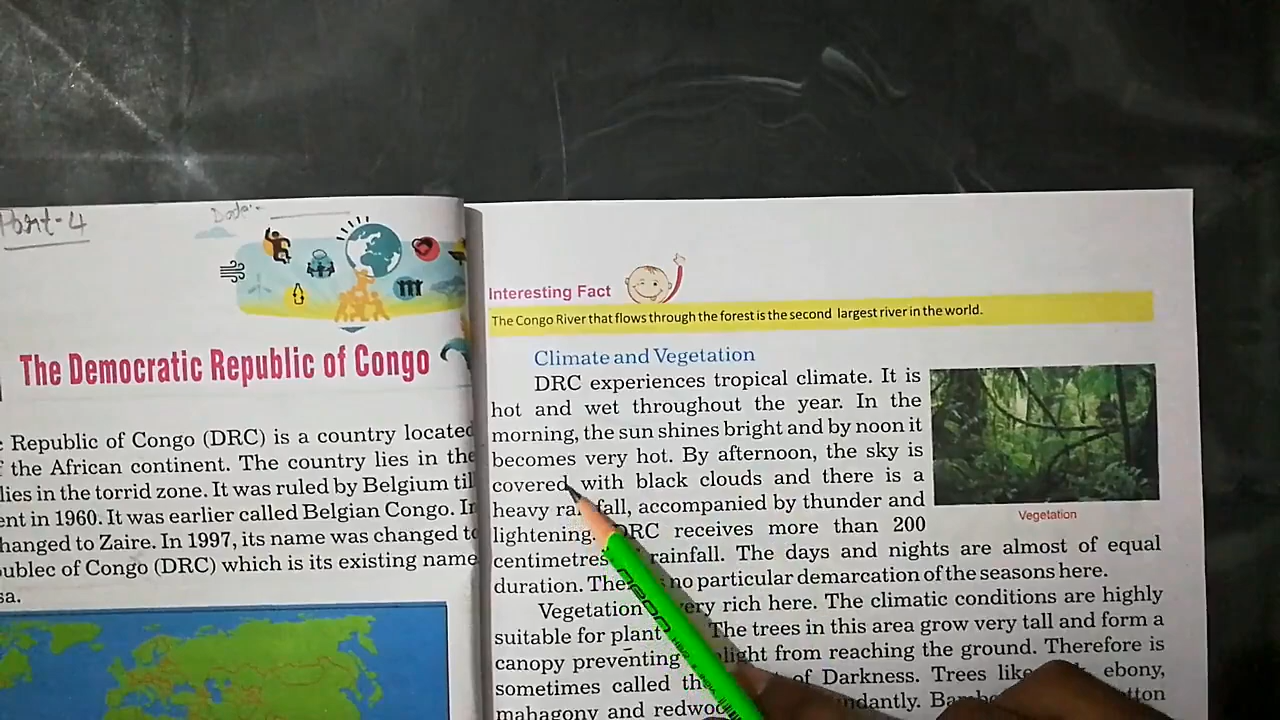 Part-4
Date:-
The Democratic Republic of Congo
Republic of Congo (DRC) is a country located
the African continent. The country lies in the
lies in the torrid zone. It was ruled by Belgium till
ent in 1960. It was earlier called Belgian Congo. In
hanged to Zaire. In 1997, its name was changed to
ublec of Congo (DRC) which is its existing name
sa.
Interesting Fact
The Congo River that flows through the forest is the second largest river in the world.
Climate and Vegetation
DRC experiences tropical climate. It is
hot and wet throughout the year. In the
morning, the sun shines bright and by noon it
becomes very hot. By afternoon, the sky is
covered with black clouds and there is a
heavy rainfall, accompanied by thunder and
lightening. DRC receives more than 200
centimetres rainfall. The days and nights are almost of equal
duration. The no particular demarcation of the seasons here.
Vegetation very rich here. The climatic conditions are highly
suitable for plant The trees in this area grow very tall and form a
canopy preventing light from reaching the ground. Therefore is
sometimes called the of Darkness. Trees like ebony,
mahagony and redwoo ndantly.
Vegetation